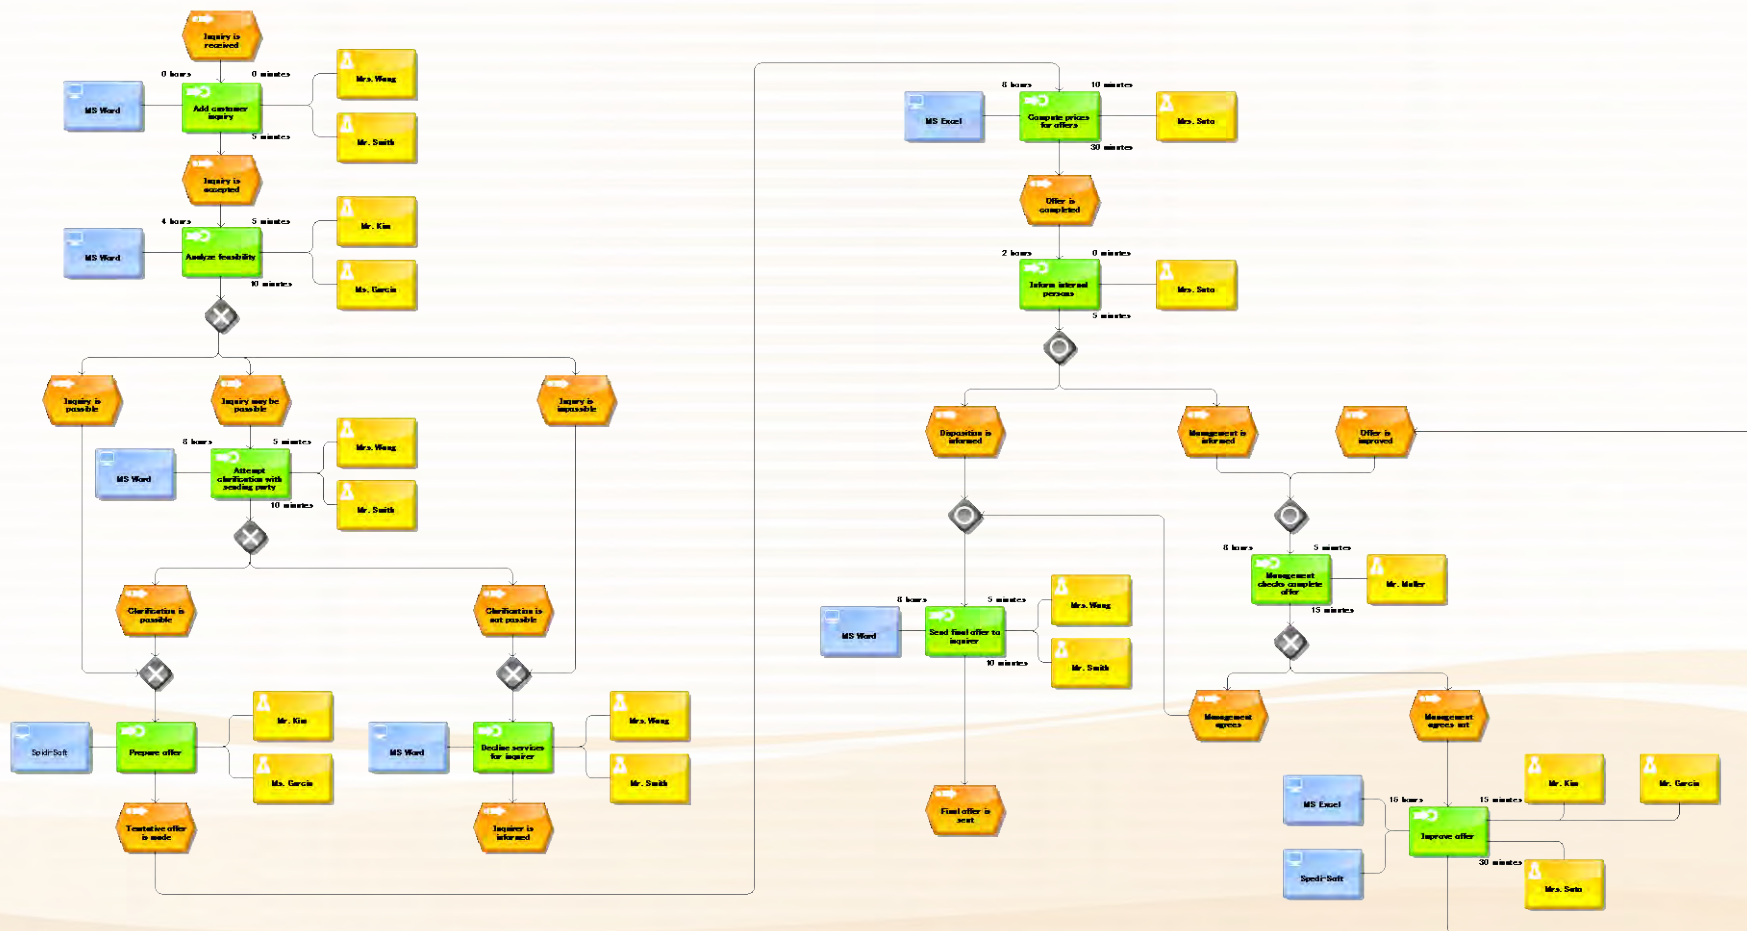 Inquiry is
received
0 hours
0 minutes
Mrs. Wang
MS Word
Add customer
inquiry
Mr. Smith
5 minutes
Inquiry is
accepted
4 hours
5 minutes
Mr. Kim
MS Word
Analyze feasibility
Ms. Garcia
10 minutes
Inquiry is
possible
Inquiry may be
possible
Inquiry is
impossible
8 hours
5 minutes
Mrs. Wang
MS Word
Attempt
clarification with
sending party
Mr. Smith
10 minutes
Clarification is
possible
Clarification is
not possible
Mr. Kim
Spidi-Soft
Prepare offer
Ms. Garcia
Tentative offer
is made
Mrs. Wang
MS Word
Decline services
for inquirer
Mr. Smith
Inquirer is
informed
8 hours
10 minutes
MS Excel
Compute prices
for offers
Mrs. Sato
30 minutes
Offer is
completed
2 hours
0 minutes
Inform internal
persons
Mrs. Sato
5 minutes
Disposition is
informed
Management is
informed
Offer is
improved
8 hours
5 minutes
Management
checks complete
offer
Mr. Muller
15 minutes
8 hours
5 minutes
Mrs. Wang
MS Word
Send final offer to
inquirer
Mr. Smith
10 minutes
Management
agrees
Management
agrees not
Final offer is
sent
MS Excel
16 hours
15 minutes
Mr. Kim
Mr. Garcia
Improve offer
Spedi-Soft
30 minutes
Mrs. Sato